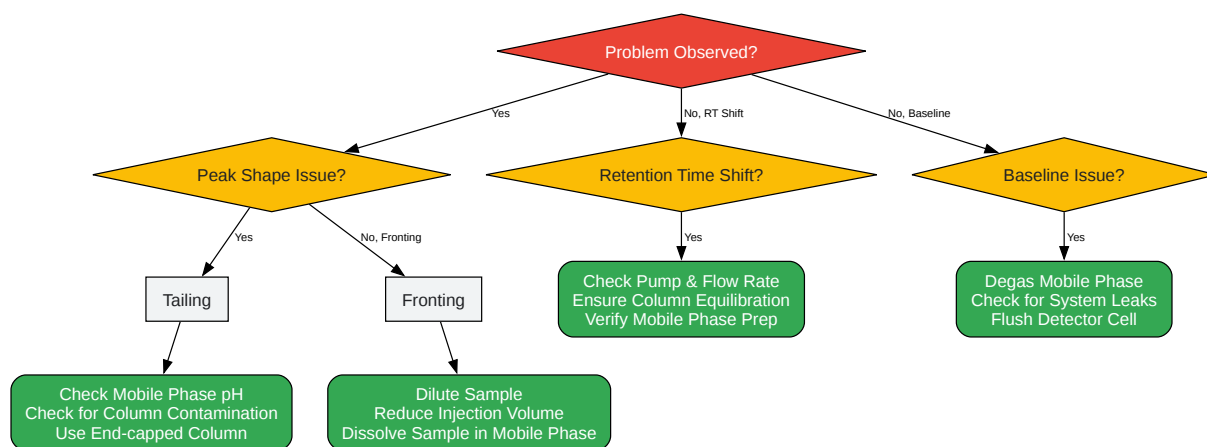 Problem Observed?
Yes
No, RT Shift
No, Baseline
Peak Shape Issue?
Retention Time Shift?
Baseline Issue?
Yes
No, Fronting
Yes
Yes
Tailing
Fronting
Check Pump & Flow Rate
Ensure Column Equilibration
Verify Mobile Phase Prep
Degas Mobile Phase
Check for System Leaks
Flush Detector Cell
Check Mobile Phase pH
Check for Column Contamination
Use End-capped Column
Dilute Sample
Reduce Injection Volume
Dissolve Sample in Mobile Phase